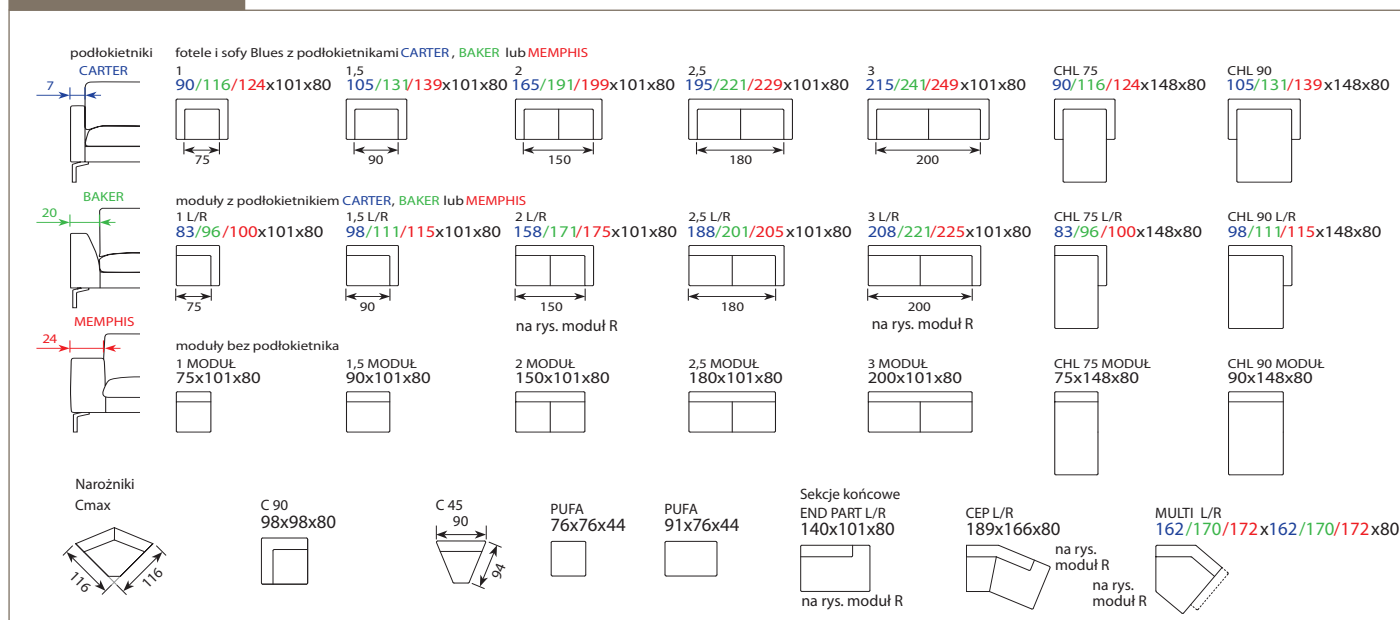 podłokietniki
fotele i sofy Blues z podłokietnikami CARTER , BAKER lub MEMPHIS
CARTER
7
1
90/116/124x101x80
75
1,5
105/131/139x101x80
90
2
165/191/199x101x80
150
2,5
195/221/229x101x80
180
3
215/241/249x101x80
200
CHL 75
90/116/124x148x80
CHL 90
105/131/139x148x80
BAKER
20
moduły z podłokietnikiem CARTER, BAKER lub MEMPHIS
1 L/R
83/96/100x101x80
75
1,5 L/R
98/111/115x101x80
90
2 L/R
158/171/175x101x80
150
na rys. moduł R
2,5 L/R
188/201/205x101x80
180
3 L/R
208/221/225x101x80
200
na rys. moduł R
CHL 75 L/R
83/96/100x148x80
CHL 90 L/R
98/111/115x148x80
MEMPHIS
24
moduły bez podłokietnika
1 MODUŁ
75x101x80
1,5 MODUŁ
90x101x80
2 MODUŁ
150x101x80
2,5 MODUŁ
180x101x80
3 MODUŁ
200x101x80
CHL 75 MODUŁ
75x148x80
CHL 90 MODUŁ
90x148x80
Narożniki
Cmax
116
116
C 90
98x98x80
C 45
90
94
PUFA
76x76x44
PUFA
91x76x44
Sekcje końcowe
END PART L/R
140x101x80
na rys. moduł R
CEP L/R
189x166x80
na rys.
moduł R
MULTI L/R
162/170/172x162/170/172x80
na rys.
moduł R